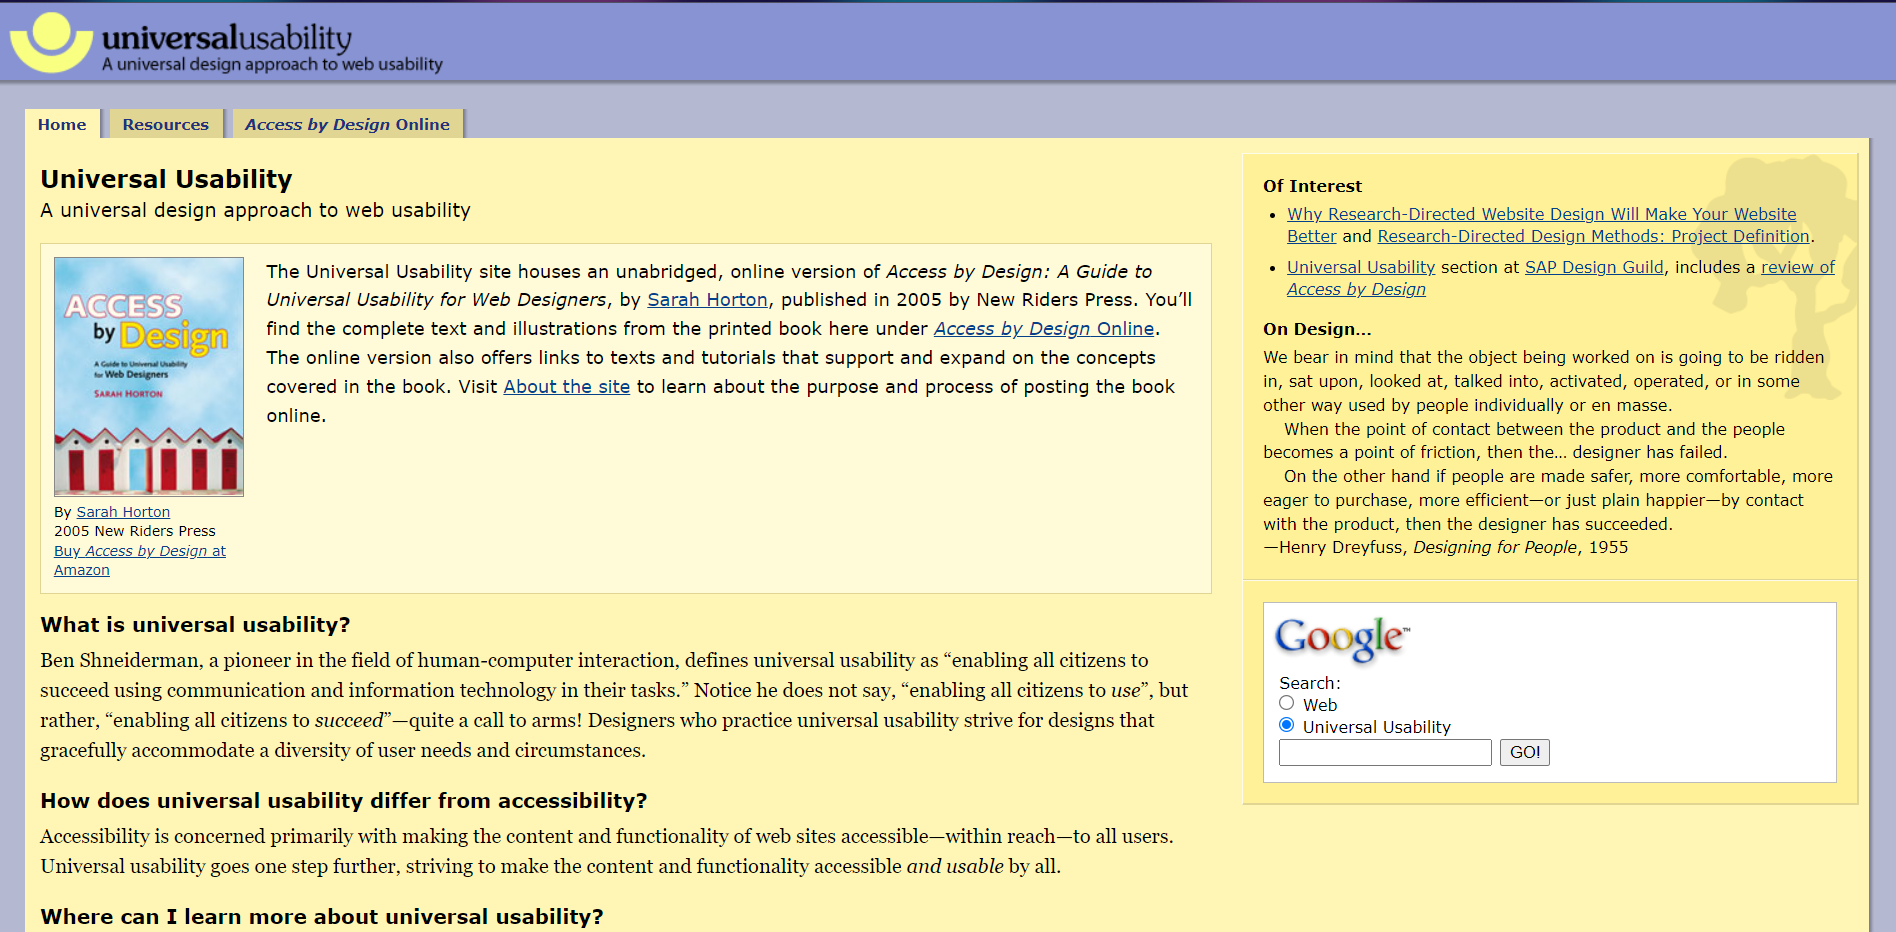 universalusability
A universal design approach to web usability
Home
Resources
Access by Design Online
Universal Usability
A universal design approach to web usability
ACCESS
by Design
A Guide to Universal Usability
for Web Designers
SARAH HORTON
By Sarah Horton
2005 New Riders Press
Buy Access by Design at
Amazon
The Universal Usability site houses an unabridged, online version of Access by Design: A Guide to
Universal Usability for Web Designers, by Sarah Horton, published in 2005 by New Riders Press. You’ll
find the complete text and illustrations from the printed book here under Access by Design Online.
The online version also offers links to texts and tutorials that support and expand on the concepts
covered in the book. Visit About the site to learn about the purpose and process of posting the book
online.
What is universal usability?
Ben Shneiderman, a pioneer in the field of human-computer interaction, defines universal usability as “enabling all citizens to
succeed using communication and information technology in their tasks.” Notice he does not say, “enabling all citizens to use”, but
rather, “enabling all citizens to succeed”—quite a call to arms! Designers who practice universal usability strive for designs that
gracefully accommodate a diversity of user needs and circumstances.
How does universal usability differ from accessibility?
Accessibility is concerned primarily with making the content and functionality of web sites accessible—within reach—to all users.
Universal usability goes one step further, striving to make the content and functionality accessible and usable by all.
Where can I learn more about universal usability?
Of Interest
• Why Research-Directed Website Design Will Make Your Website
Better and Research-Directed Design Methods: Project Definition.
• Universal Usability section at SAP Design Guild, includes a review of
Access by Design
On Design...
We bear in mind that the object being worked on is going to be ridden
in, sat upon, looked at, talked into, activated, operated, or in some
other way used by people individually or en masse.
When the point of contact between the product and the people
becomes a point of friction, then the... designer has failed.
On the other hand if people are made safer, more comfortable, more
eager to purchase, more efficient—or just plain happier—by contact
with the product, then the designer has succeeded.
—Henry Dreyfuss, Designing for People, 1955
Google™
Search:
Web
Universal Usability
GO!